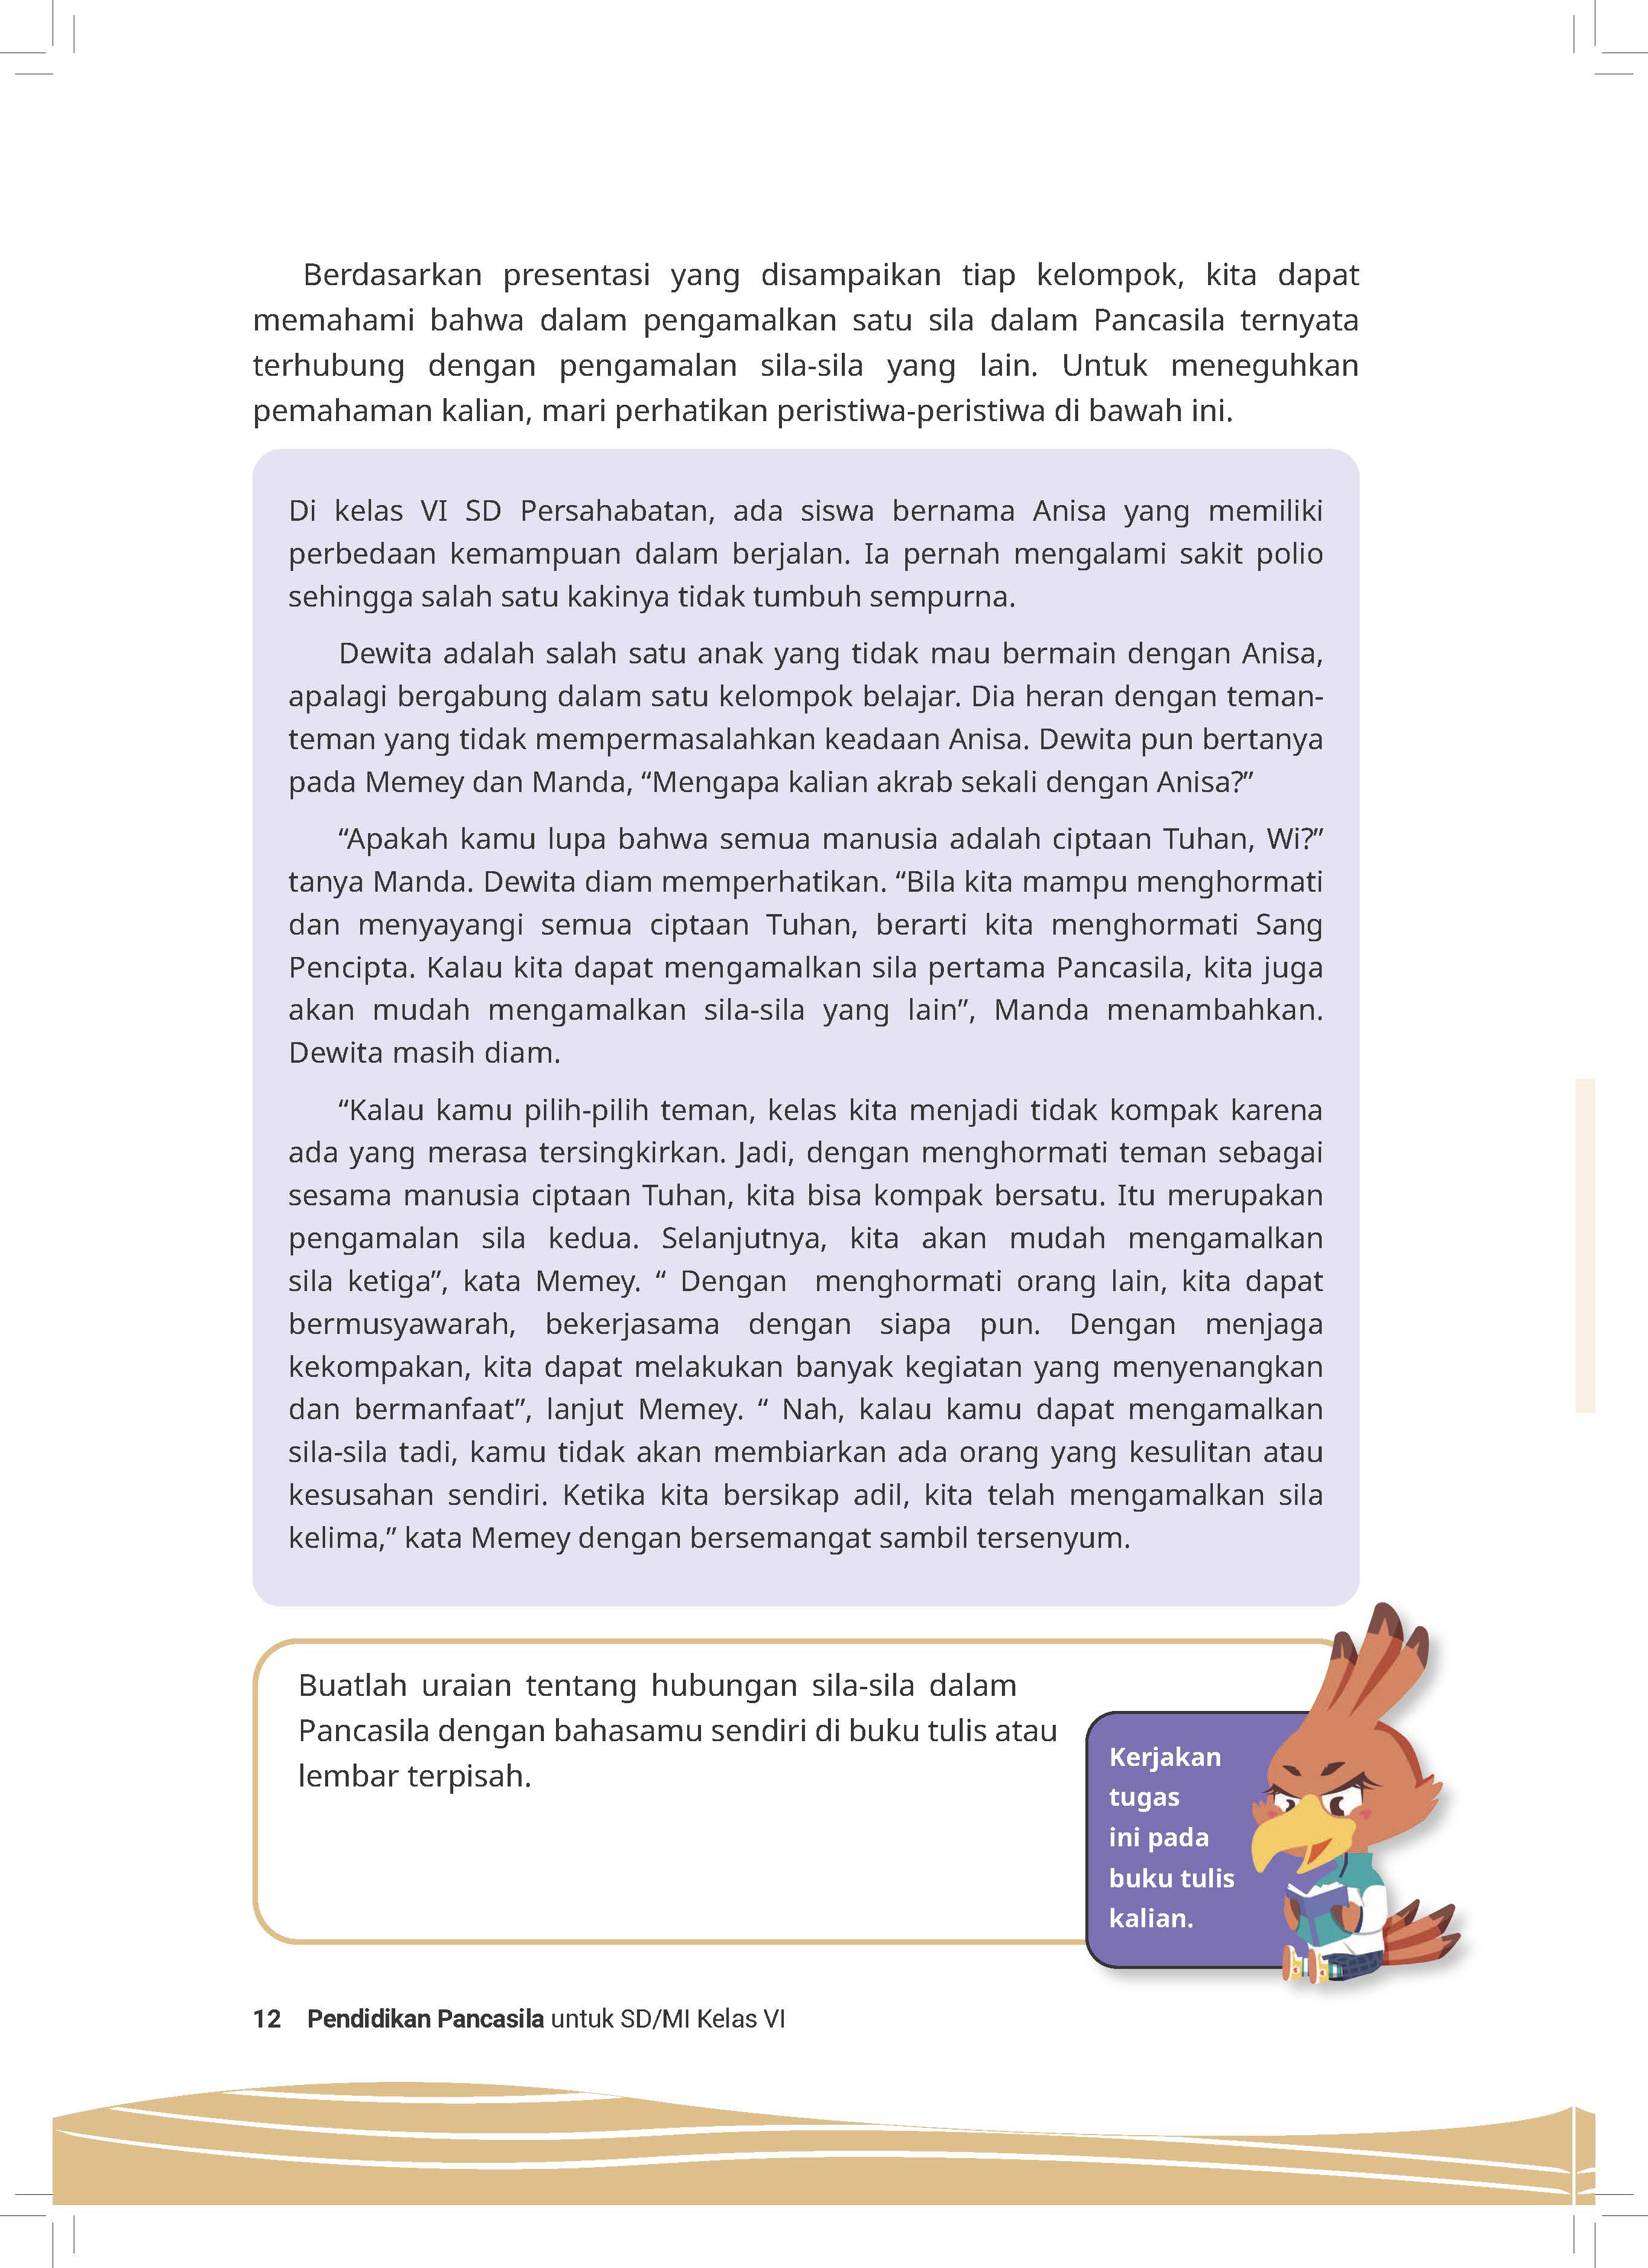 Berdasarkan presentasi yang disampaikan tiap kelompok, kita dapat
memahami bahwa dalam pengamalkan satu sila dalam Pancasila ternyata
terhubung dengan pengamalan sila-sila yang lain. Untuk meneguhkan
pemahaman kalian, mari perhatikan peristiwa-peristiwa di bawah ini.
Di kelas VI SD Persahabatan, ada siswa bernama Anisa yang memiliki
perbedaan kemampuan dalam berjalan. Ia pernah mengalami sakit polio
sehingga salah satu kakinya tidak tumbuh sempurna.
Dewita adalah salah satu anak yang tidak mau bermain dengan Anisa,
apalagi bergabung dalam satu kelompok belajar. Dia heran dengan teman-
teman yang tidak mempermasalahkan keadaan Anisa. Dewita pun bertanya
pada Memey dan Manda, “Mengapa kalian akrab sekali dengan Anisa?”
“Apakah kamu lupa bahwa semua manusia adalah ciptaan Tuhan, Wi?”
tanya Manda. Dewita diam memperhatikan. “Bila kita mampu menghormati
dan menyayangi semua ciptaan Tuhan, berarti kita menghormati Sang
Pencipta. Kalau kita dapat mengamalkan sila pertama Pancasila, kita juga
akan mudah mengamalkan sila-sila yang lain”, Manda menambahkan.
Dewita masih diam.
“Kalau kamu pilih-pilih teman, kelas kita menjadi tidak kompak karena
ada yang merasa tersingkirkan. Jadi, dengan menghormati teman sebagai
sesama manusia ciptaan Tuhan, kita bisa kompak bersatu. Itu merupakan
pengamalan sila kedua. Selanjutnya, kita akan mudah mengamalkan
sila ketiga”, kata Memey. “ Dengan menghormati orang lain, kita dapat
bermusyawarah, bekerjasama dengan siapa pun. Dengan menjaga
kekompakan, kita dapat melakukan banyak kegiatan yang menyenangkan
dan bermanfaat”, lanjut Memey. “ Nah, kalau kamu dapat mengamalkan
sila-sila tadi, kamu tidak akan membiarkan ada orang yang kesulitan atau
kesusahan sendiri. Ketika kita bersikap adil, kita telah mengamalkan sila
kelima,” kata Memey dengan bersemangat sambil tersenyum.
Buatlah uraian tentang hubungan sila-sila dalam
Pancasila dengan bahasamu sendiri di buku tulis atau
lembar terpisah.
Kerjakan
tugas
ini pada
buku tulis
kalian.
12 Pendidikan Pancasila untuk SD/MI Kelas VI